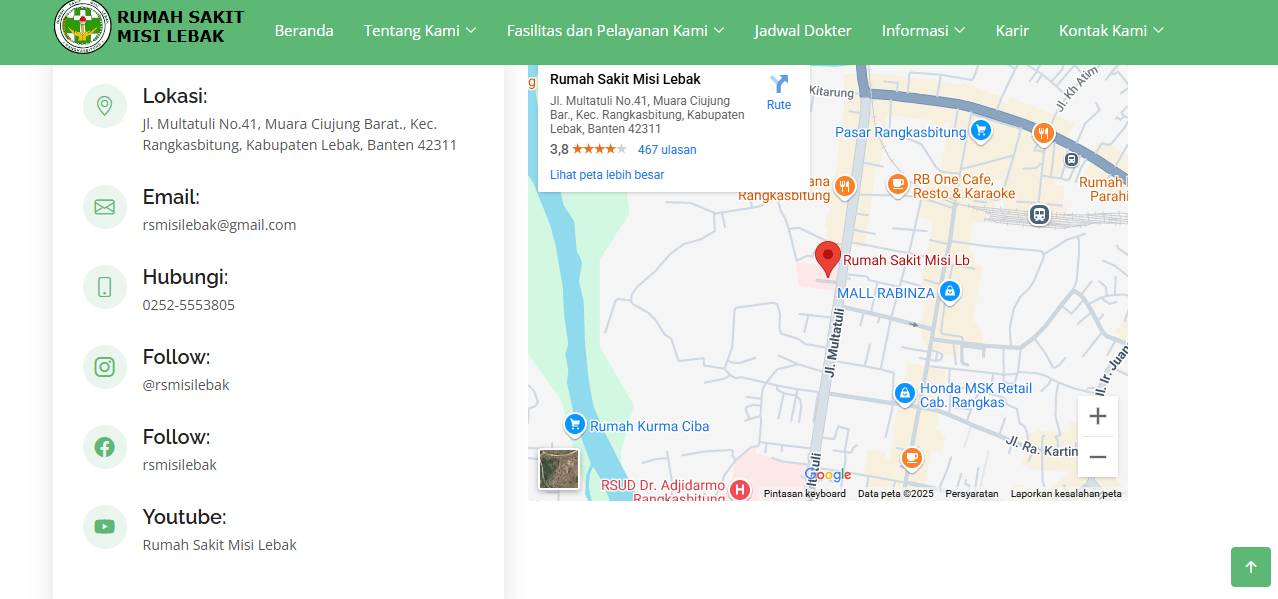 RUMAH SAKIT
MISI LEBAK
Beranda
Tentang Kami
Fasilitas dan Pelayanan Kami
Jadwal Dokter
Informasi
Karir
Kontak Kami
Lokasi:
Jl. Multatuli No.41, Muara Ciujung Barat., Kec.
Rangkasbitung, Kabupaten Lebak, Banten 42311
Email:
rsmisilebak@gmail.com
Hubungi:
0252-5553805
Follow:
@rsmisilebak
Follow:
rsmisilebak
Youtube:
Rumah Sakit Misi Lebak
Rumah Sakit Misi Lebak
Jl. Multatuli No.41, Muara Ciujung
Bar., Kec. Rangkasbitung, Kabupaten
Lebak, Banten 42311
3,8
467 ulasan
Lihat peta lebih besar
Rute
Kitarung
Jl. Kh Atim
Pasar Rangkasbitung
RB One Cafe,
Resto & Karaoke
Rumah
Parahi
ana
Rangkasbitung
Rumah Sakit Misi Lb
MALL RABINZA
Jl. Multatuli
Honda MSK Retail
Cab. Rangkas
Jl. Ir. Juan
Jl. Ra. Kartin
Rumah Kurma Ciba
RSUD Dr. Adjidarmo
Rangkasbitung
H
ltatuli
Google
Pintasan keyboard
Data peta ©2025
Persyaratan
Laporkan kesalahan peta